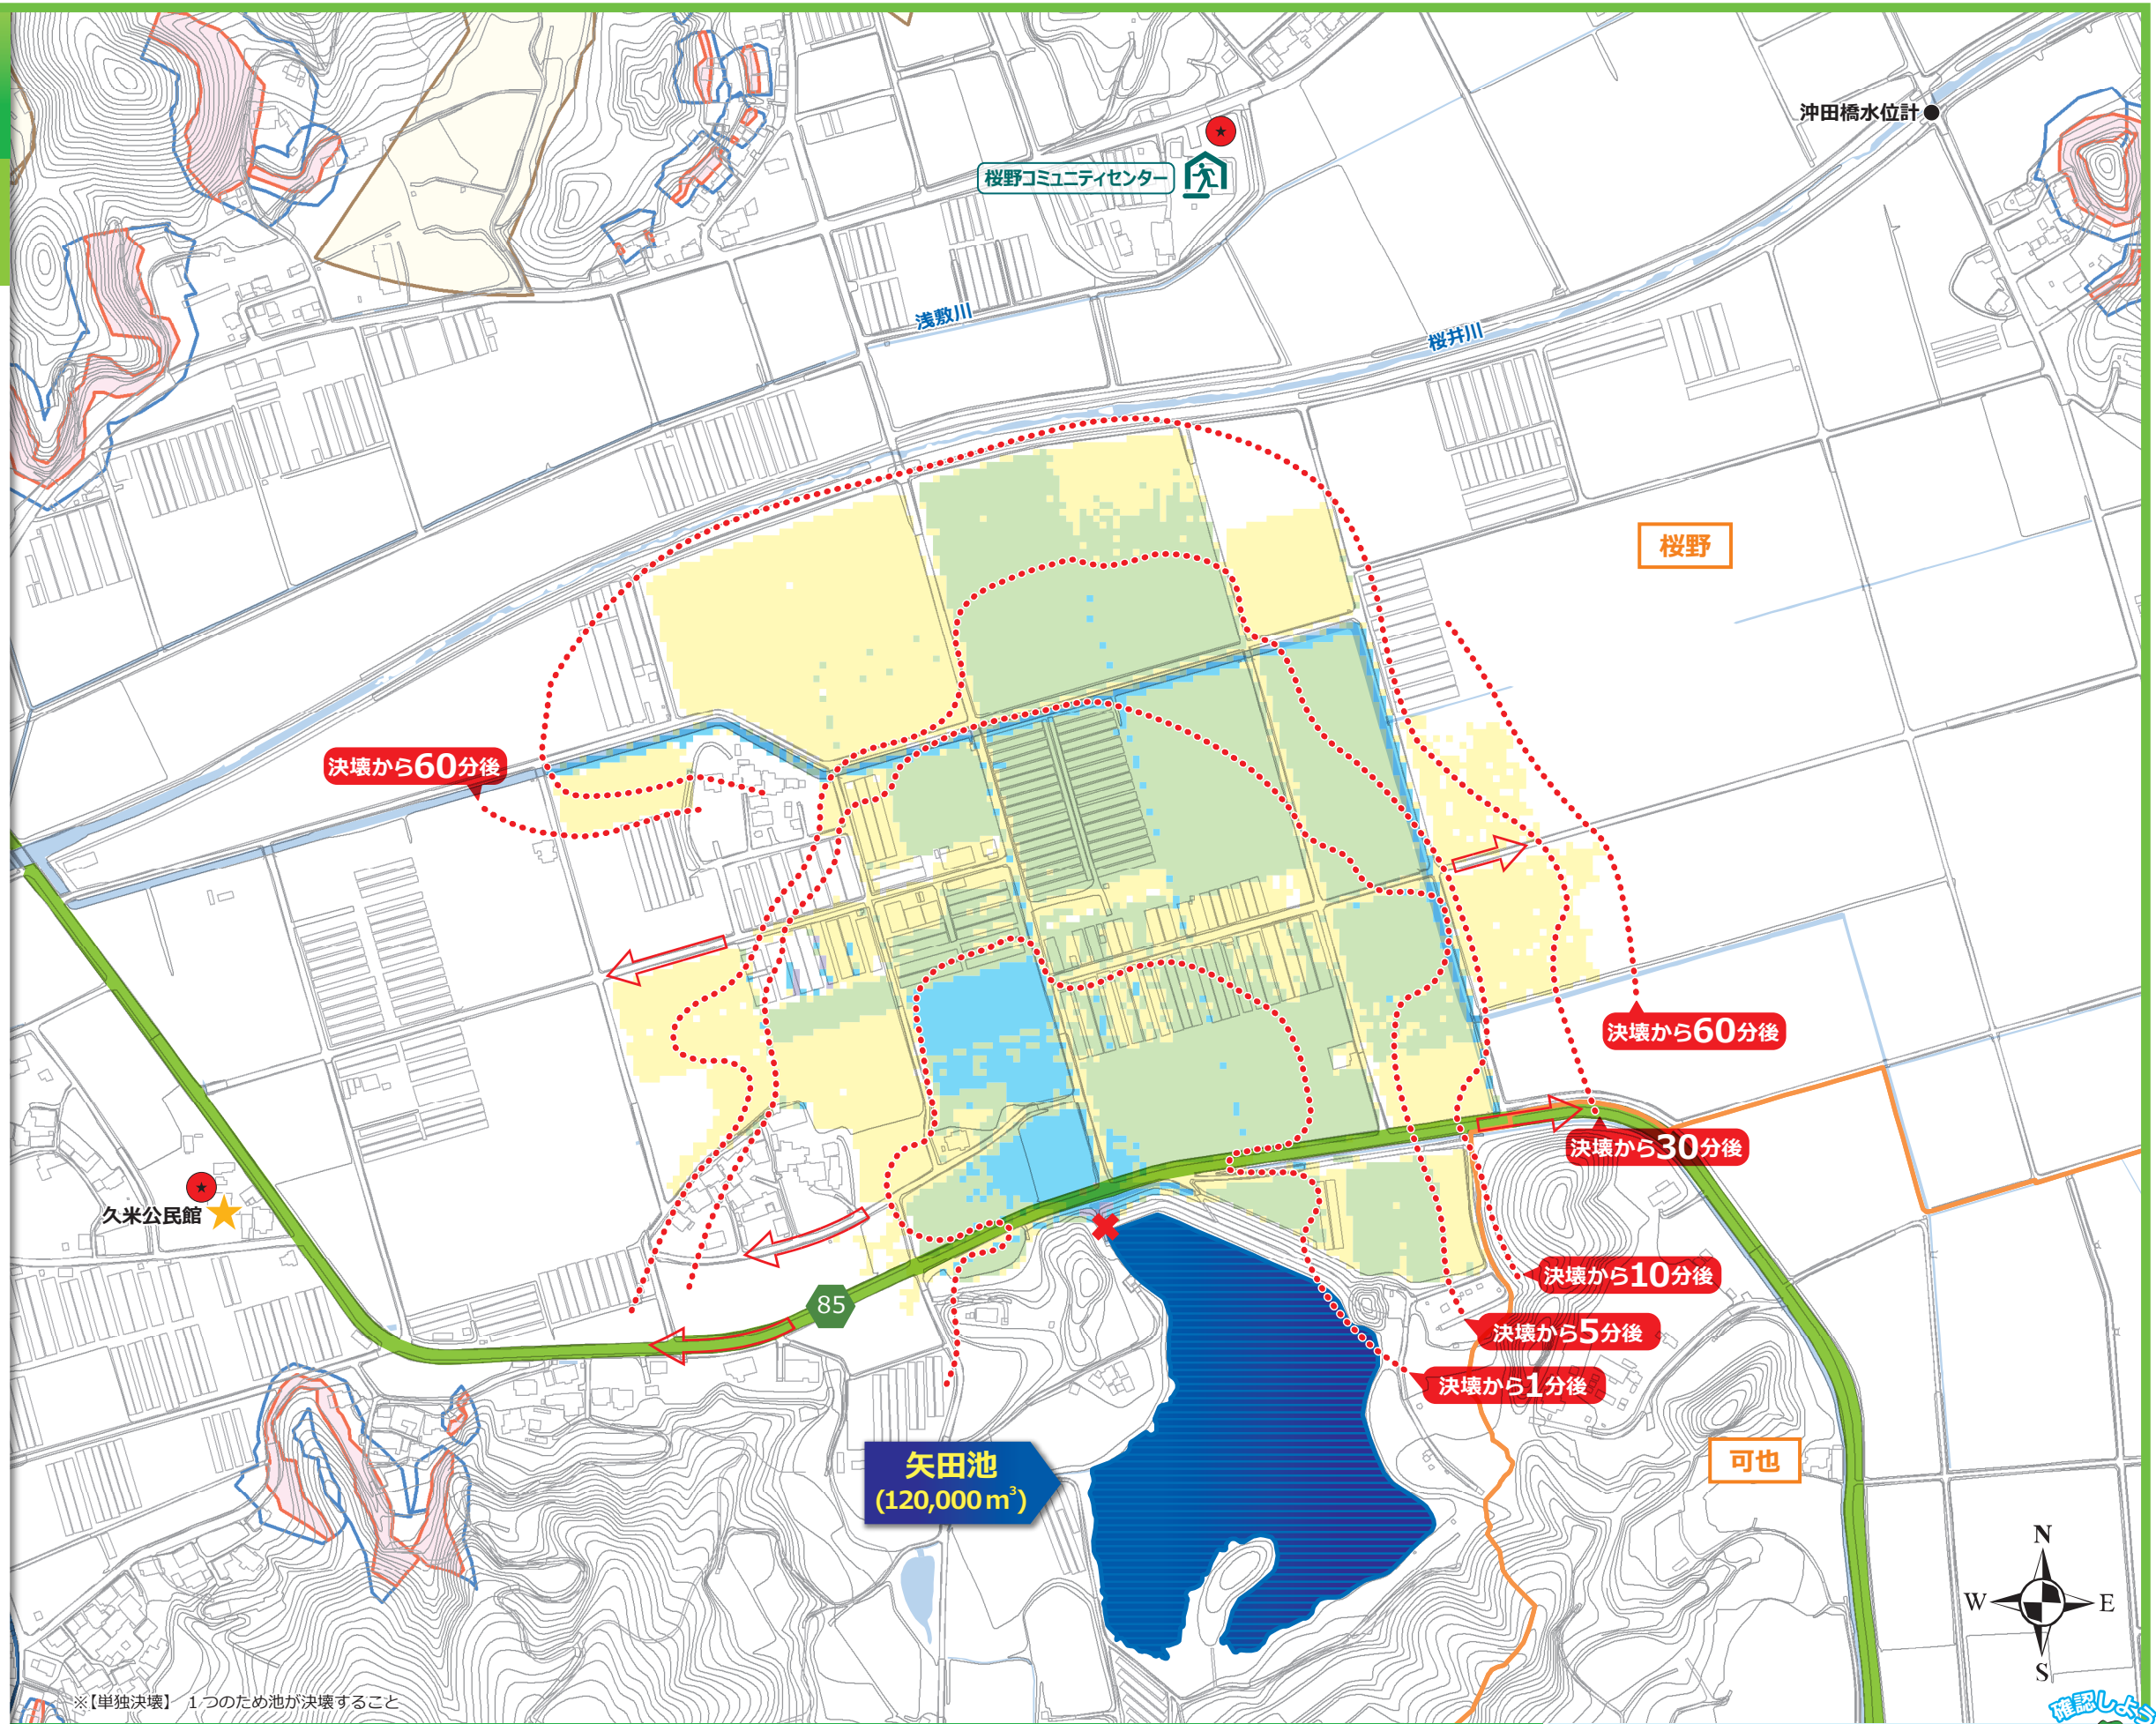 沖田橋水位計
桜野コミュニティセンター
浅敷川
桜井川
桜野
決壊から60分後
決壊から60分後
決壊から30分後
久米公民館
決壊から10分後
85
決壊から5分後
決壊から1分後
矢田池
(120,000m³)
可也
N
W E
S
※【単独決壊】 1つのため池が決壊すること
確認しよう